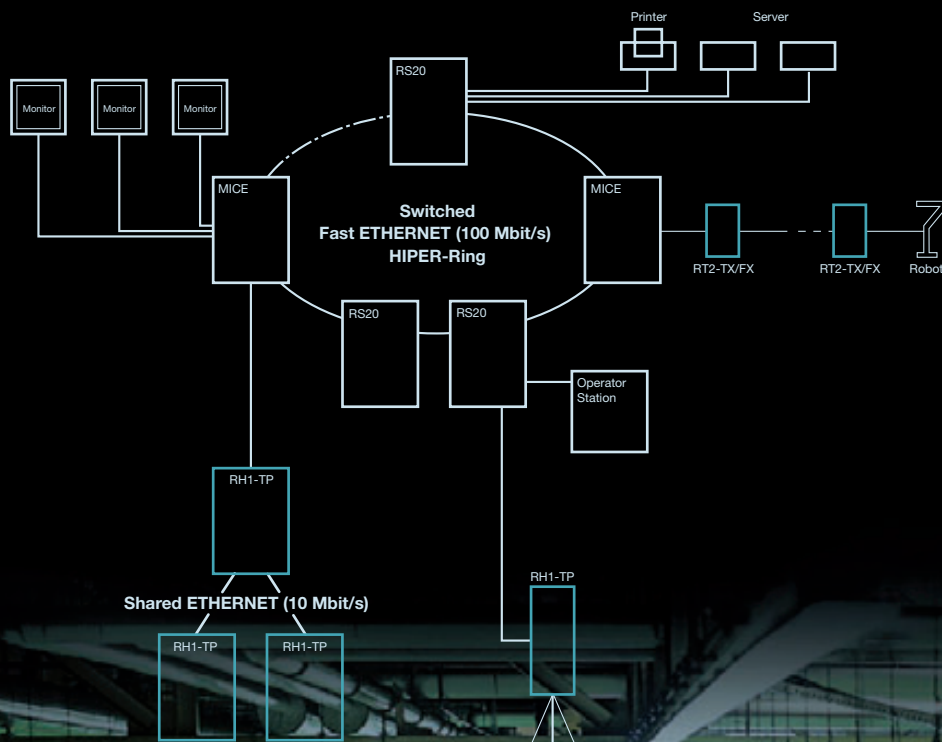 Printer
Server
RS20
Monitor
Monitor
Monitor
MICE
MICE
Switched
Fast ETHERNET (100 Mbit/s)
HIPER-Ring
RT2-TX/FX
RT2-TX/FX
Robot
RS20
RS20
Operator
Station
RH1-TP
RH1-TP
Shared ETHERNET (10 Mbit/s)
RH1-TP
RH1-TP